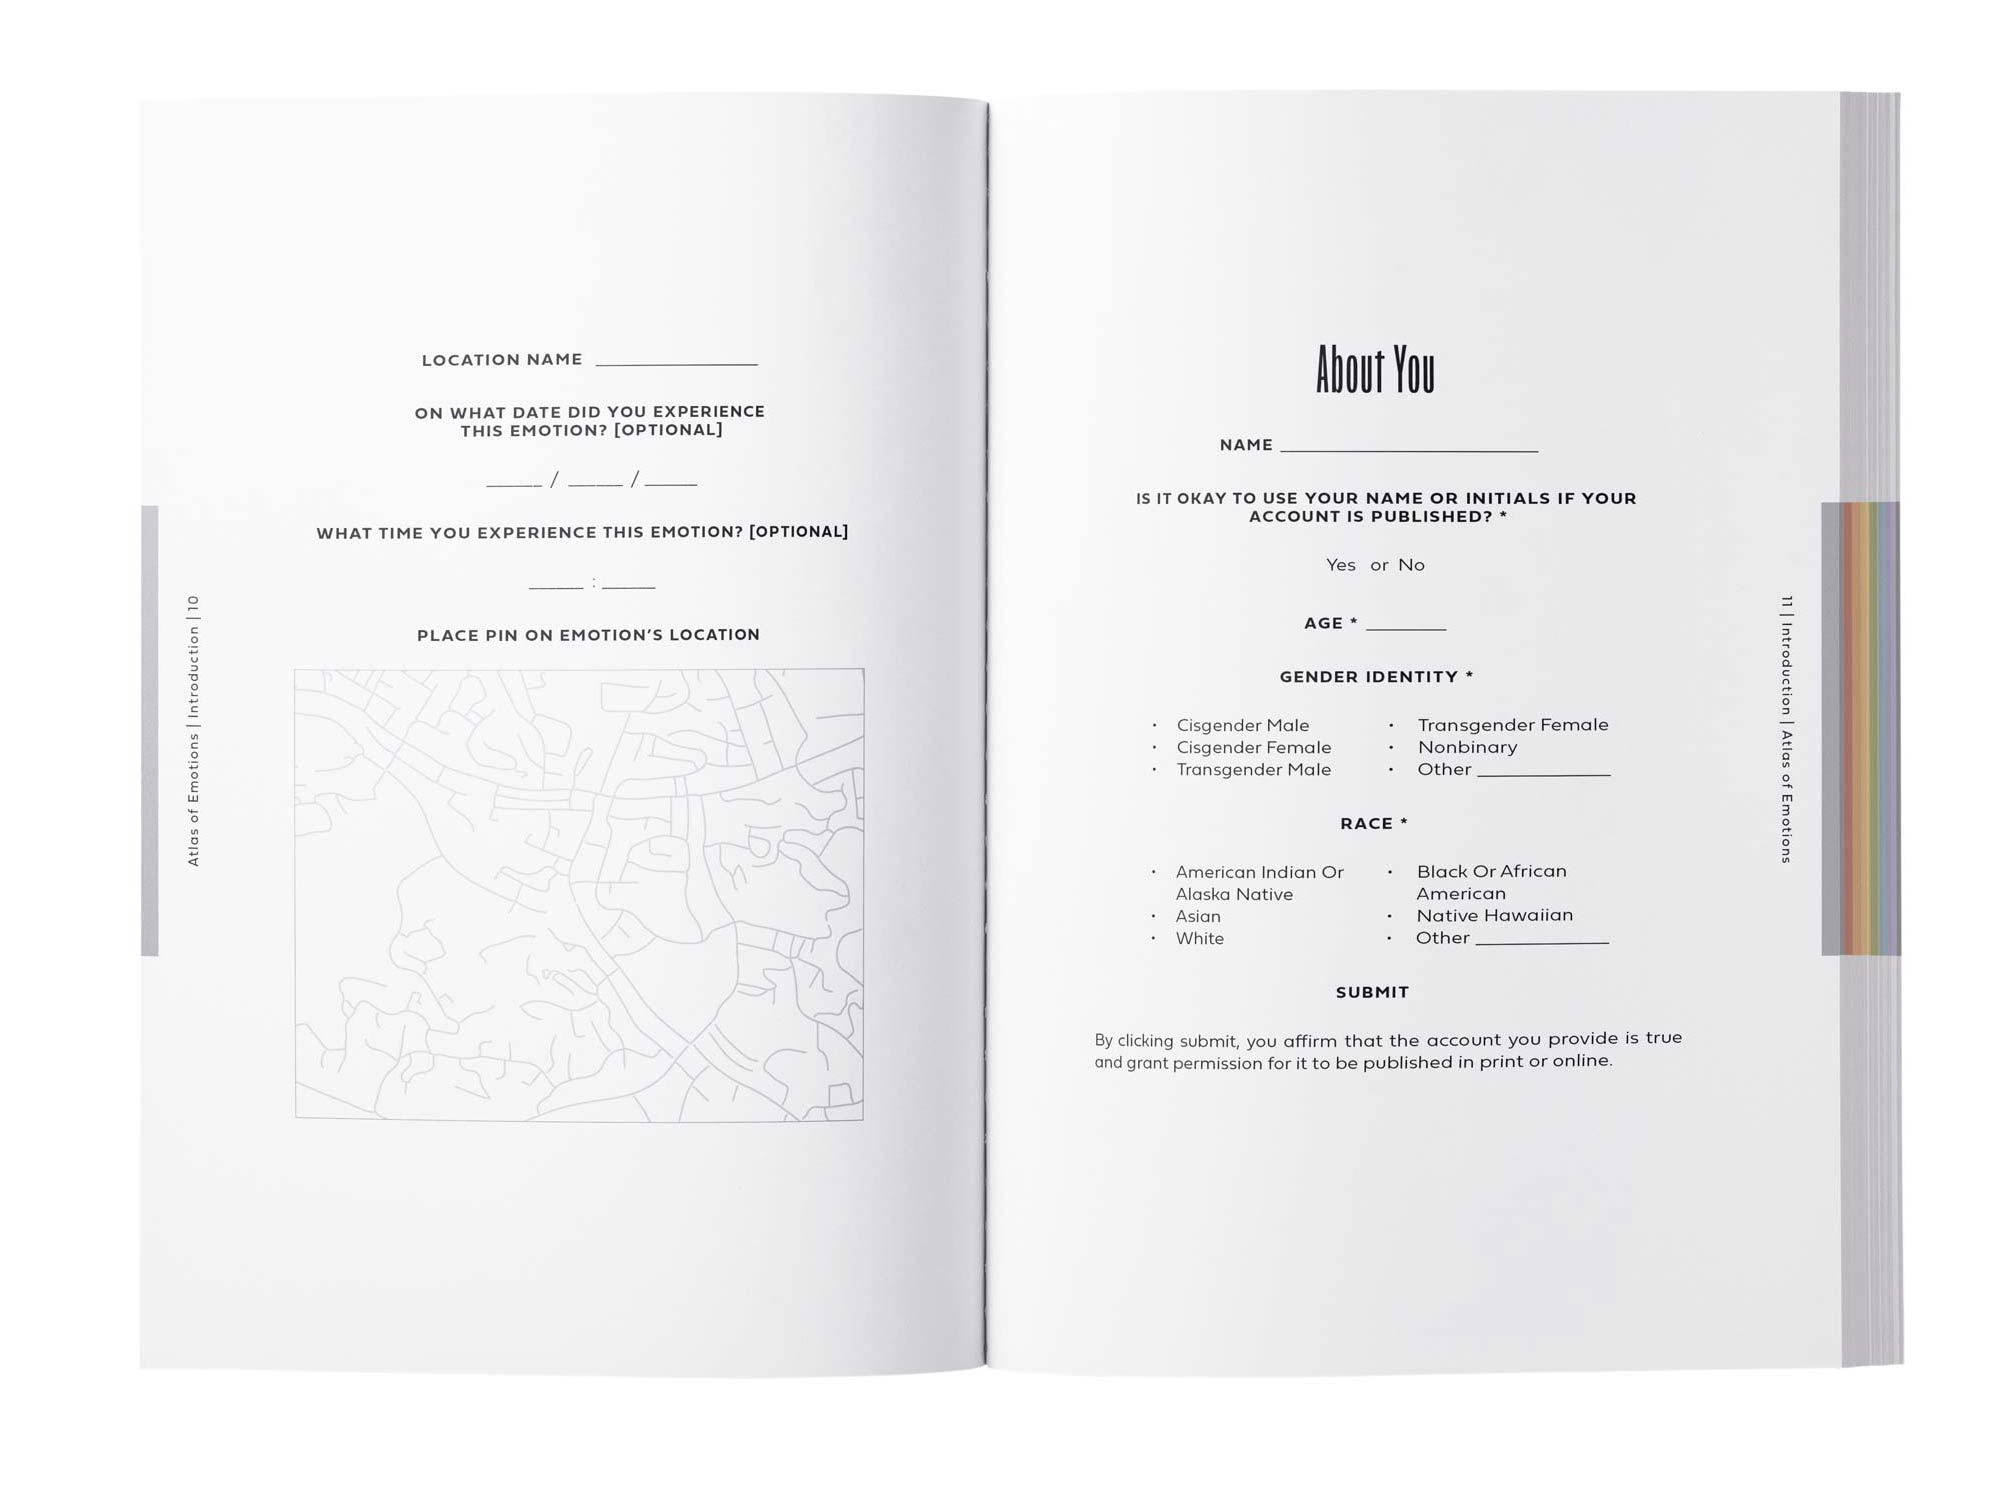 LOCATION NAME ____________
ON WHAT DATE DID YOU EXPERIENCE
THIS EMOTION? [OPTIONAL]
_____ / _____ / _____
WHAT TIME YOU EXPERIENCE THIS EMOTION? [OPTIONAL]
_____ : _____
PLACE PIN ON EMOTION'S LOCATION
Atlas of Emotions | Introduction | 10
About You
NAME ____________________
IS IT OKAY TO USE YOUR NAME OR INITIALS IF YOUR
ACCOUNT IS PUBLISHED? *
Yes or No
AGE * _______
GENDER IDENTITY *
• Cisgender Male
• Cisgender Female
• Transgender Male
• Transgender Female
• Nonbinary
• Other ___________
RACE *
• American Indian Or
Alaska Native
• Asian
• White
• Black Or African
American
• Native Hawaiian
• Other ___________
SUBMIT
By clicking submit, you affirm that the account you provide is true
and grant permission for it to be published in print or online.
11 | Introduction | Atlas of Emotions